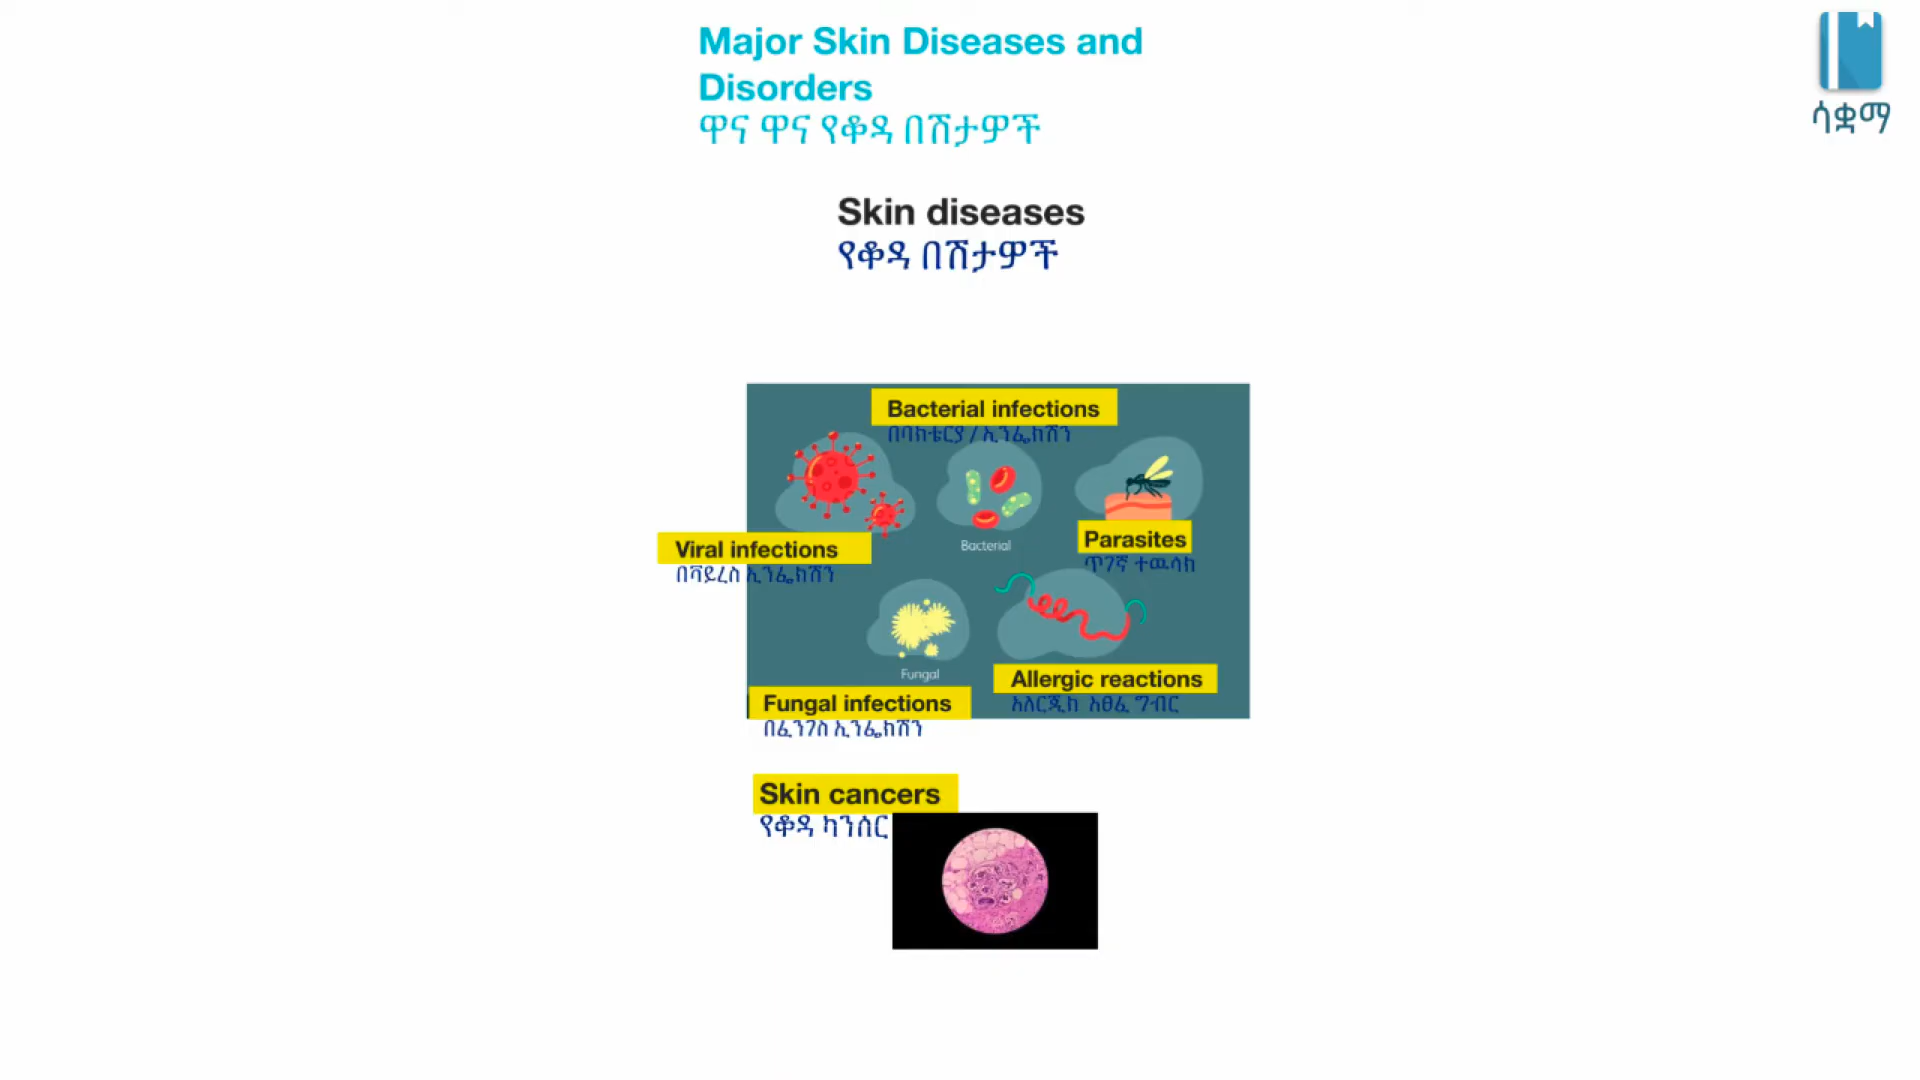 Major Skin Diseases and
Disorders
ዋና ዋና የቆዳ በሽታዎች
ሳቋማ
Skin diseases
የቆዳ በሽታዎች
Bacterial infections
በባክቴርያ / ኢንፌክሽን
Bacterial
Parasites
ጥገኛ ተዉሳክ
Viral infections
በቫይረስ ኢንፌክሽን
Fungal
Allergic reactions
አለርጂክ አፀፌ ግብር
Fungal infections
በፈንገስ ኢንፌክሽን
Skin cancers
የቆዳ ካንሰር